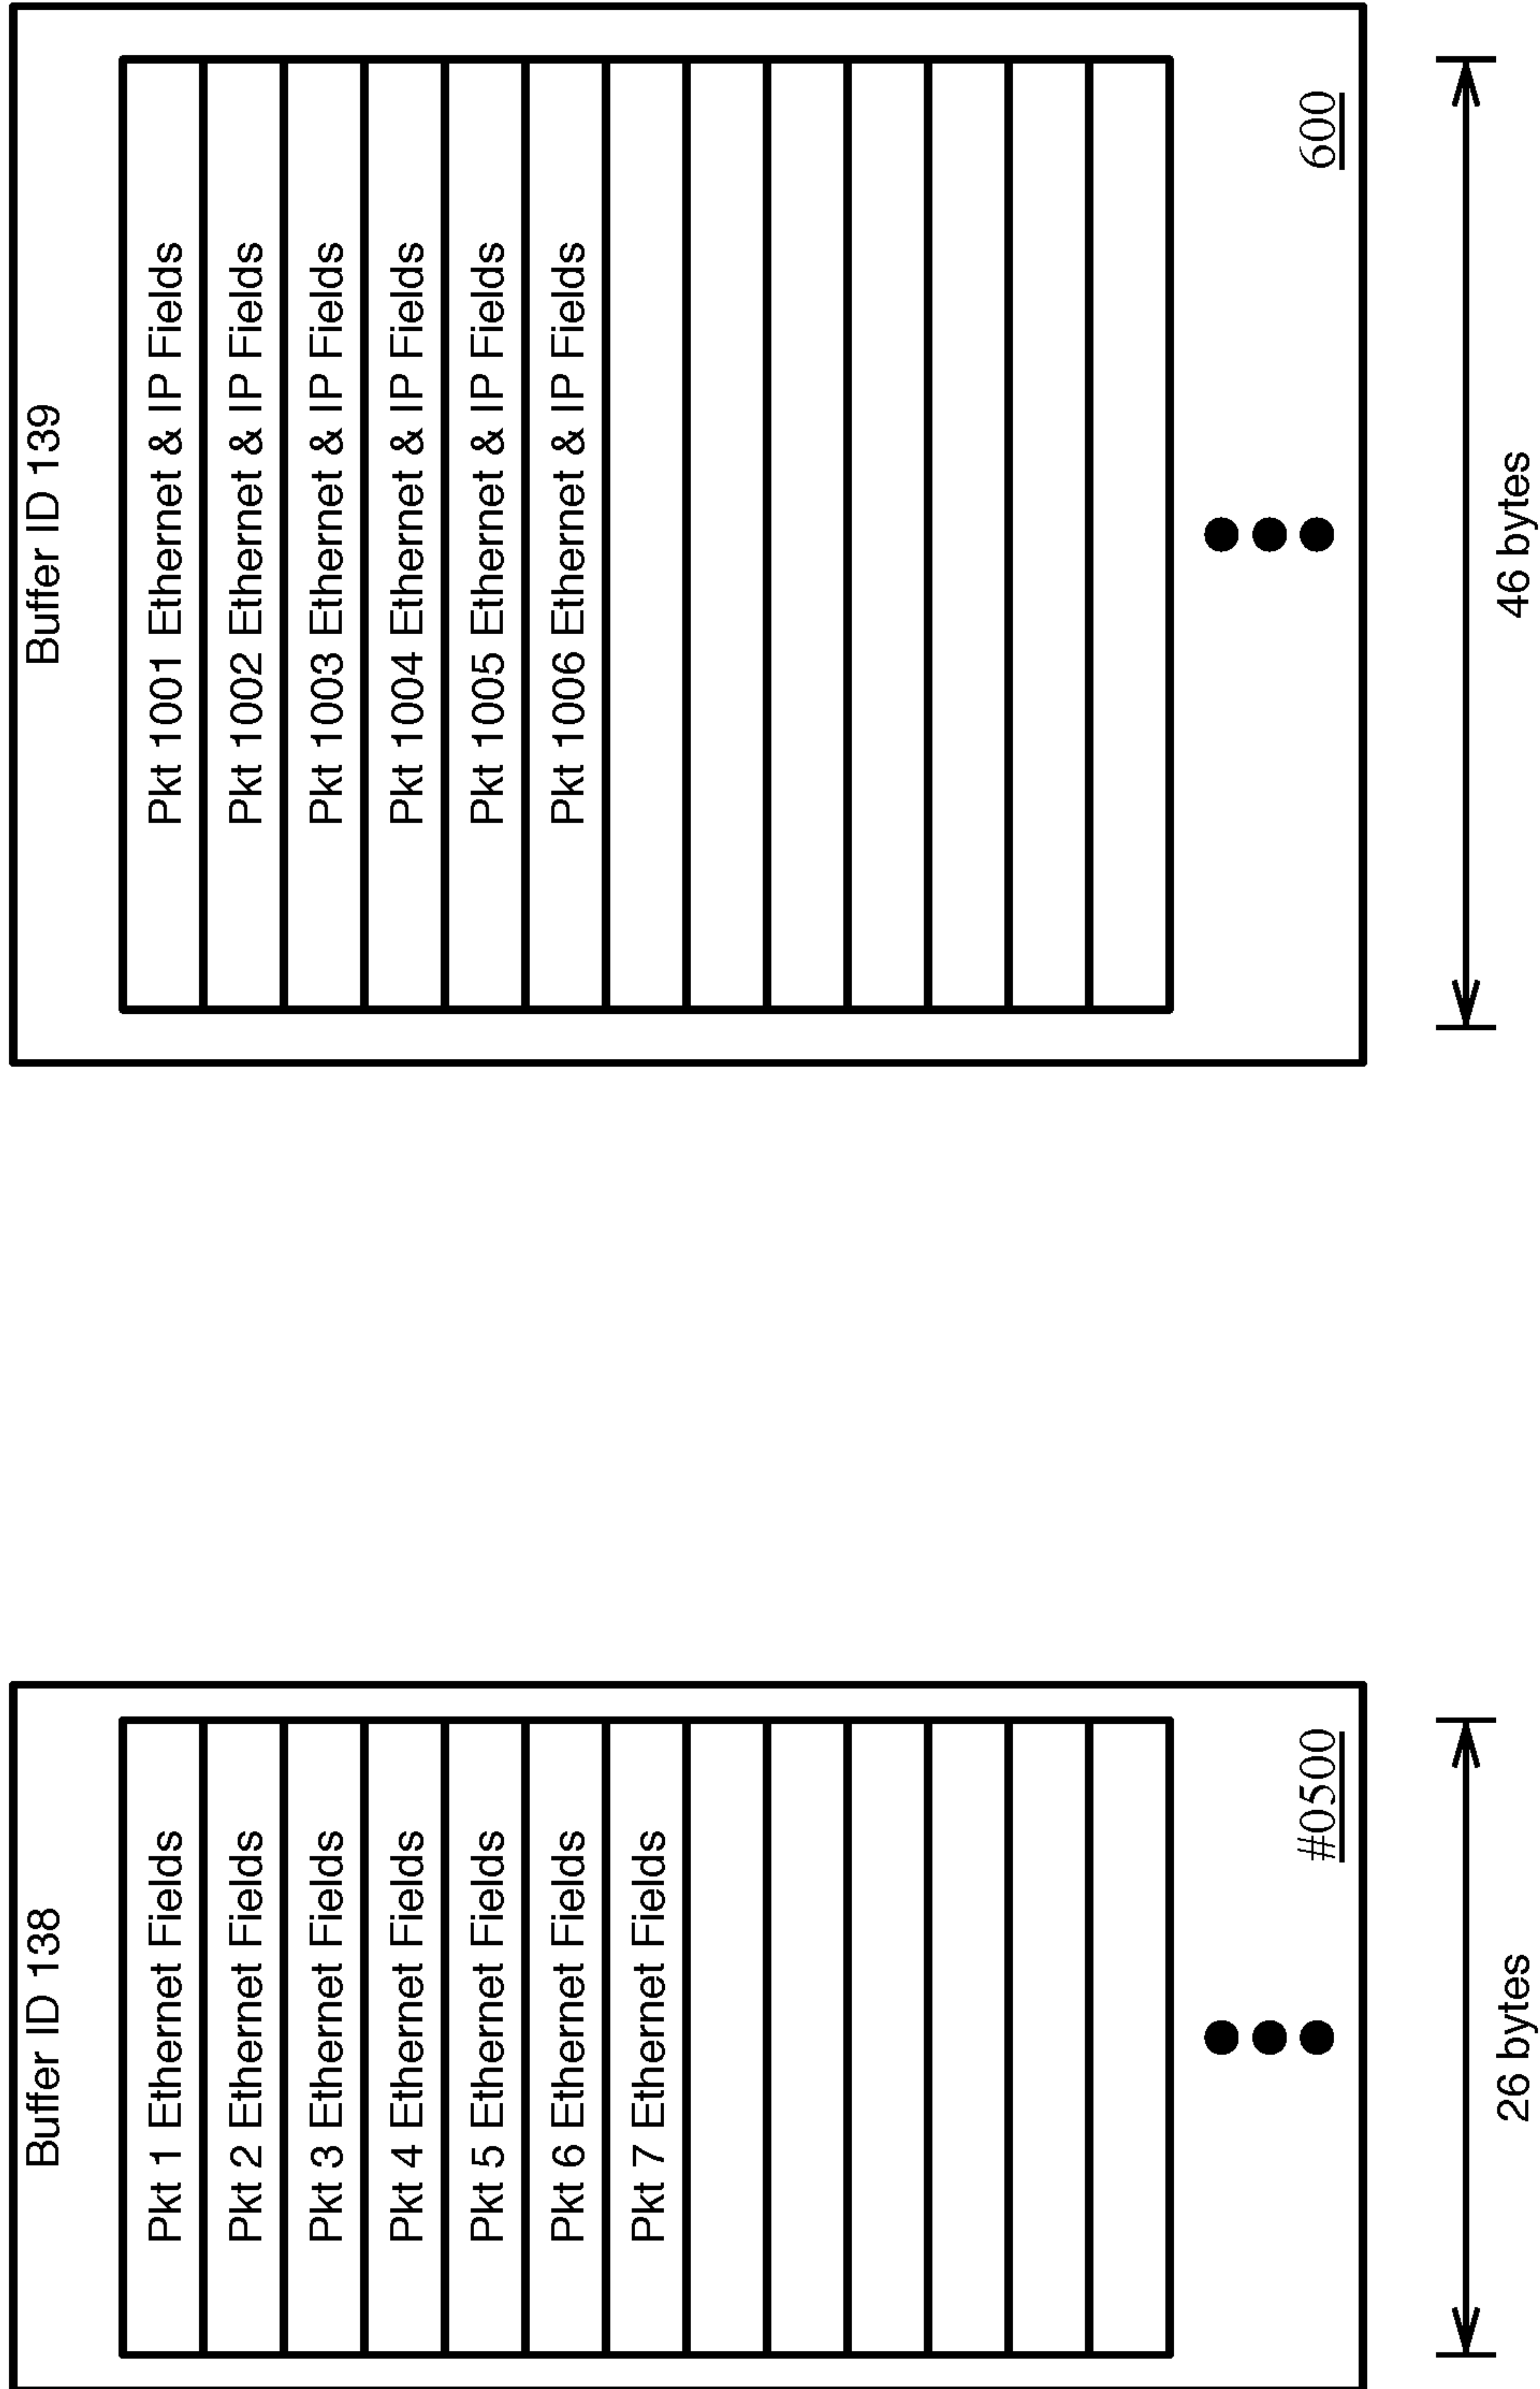 Buffer ID 138
Pkt 1 Ethernet Fields
Pkt 2 Ethernet Fields
Pkt 3 Ethernet Fields
Pkt 4 Ethernet Fields
Pkt 5 Ethernet Fields
Pkt 6 Ethernet Fields
Pkt 7 Ethernet Fields
#0500
26 bytes
Buffer ID 139
Pkt 1001 Ethernet & IP Fields
Pkt 1002 Ethernet & IP Fields
Pkt 1003 Ethernet & IP Fields
Pkt 1004 Ethernet & IP Fields
Pkt 1005 Ethernet & IP Fields
Pkt 1006 Ethernet & IP Fields
600
46 bytes